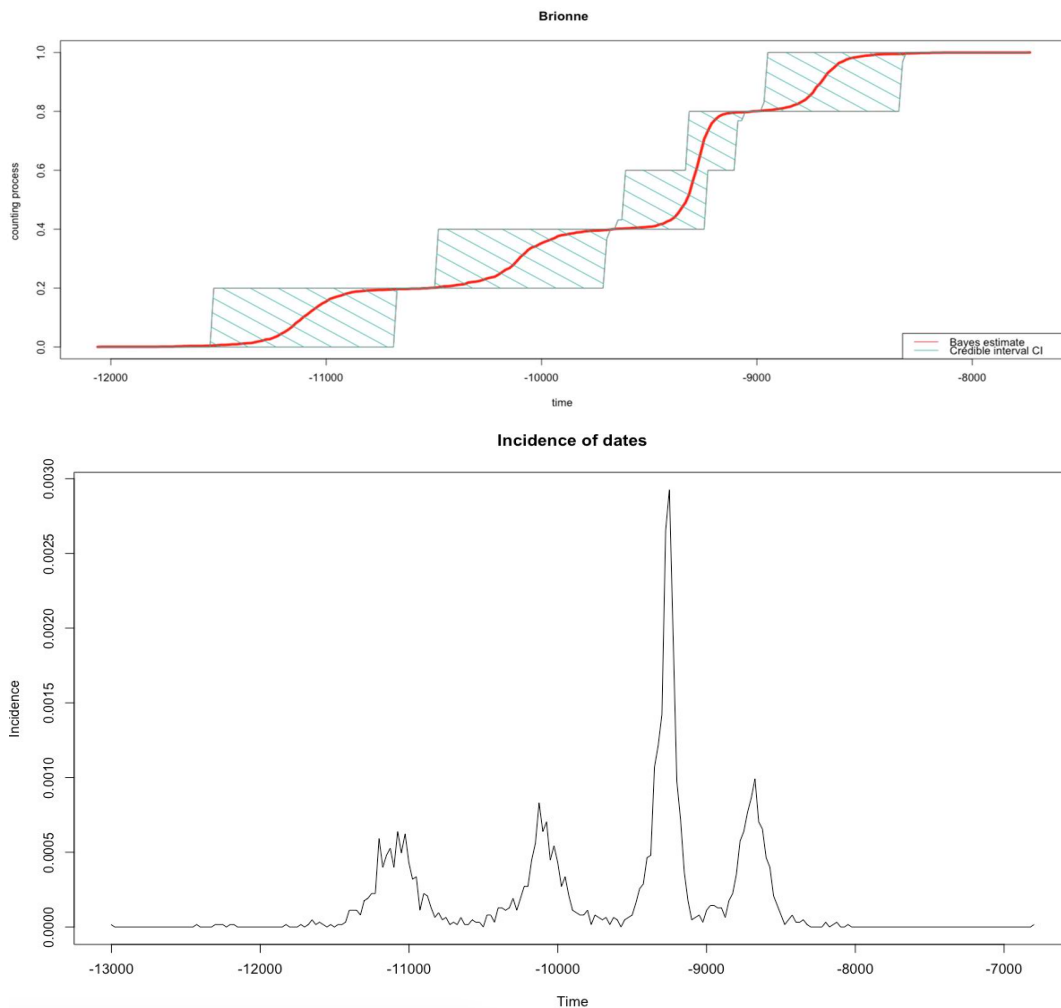 Brionne
counting process
1.0
0.8
0.6
0.4
0.2
0.0
Bayes estimate
Credible interval CI
-12000 -11000 -10000 -9000 -8000
time
Incidence of dates
Incidence
0.0030
0.0025
0.0020
0.0015
0.0010
0.0005
0.0000
-13000 -12000 -11000 -10000 -9000 -8000 -7000
Time